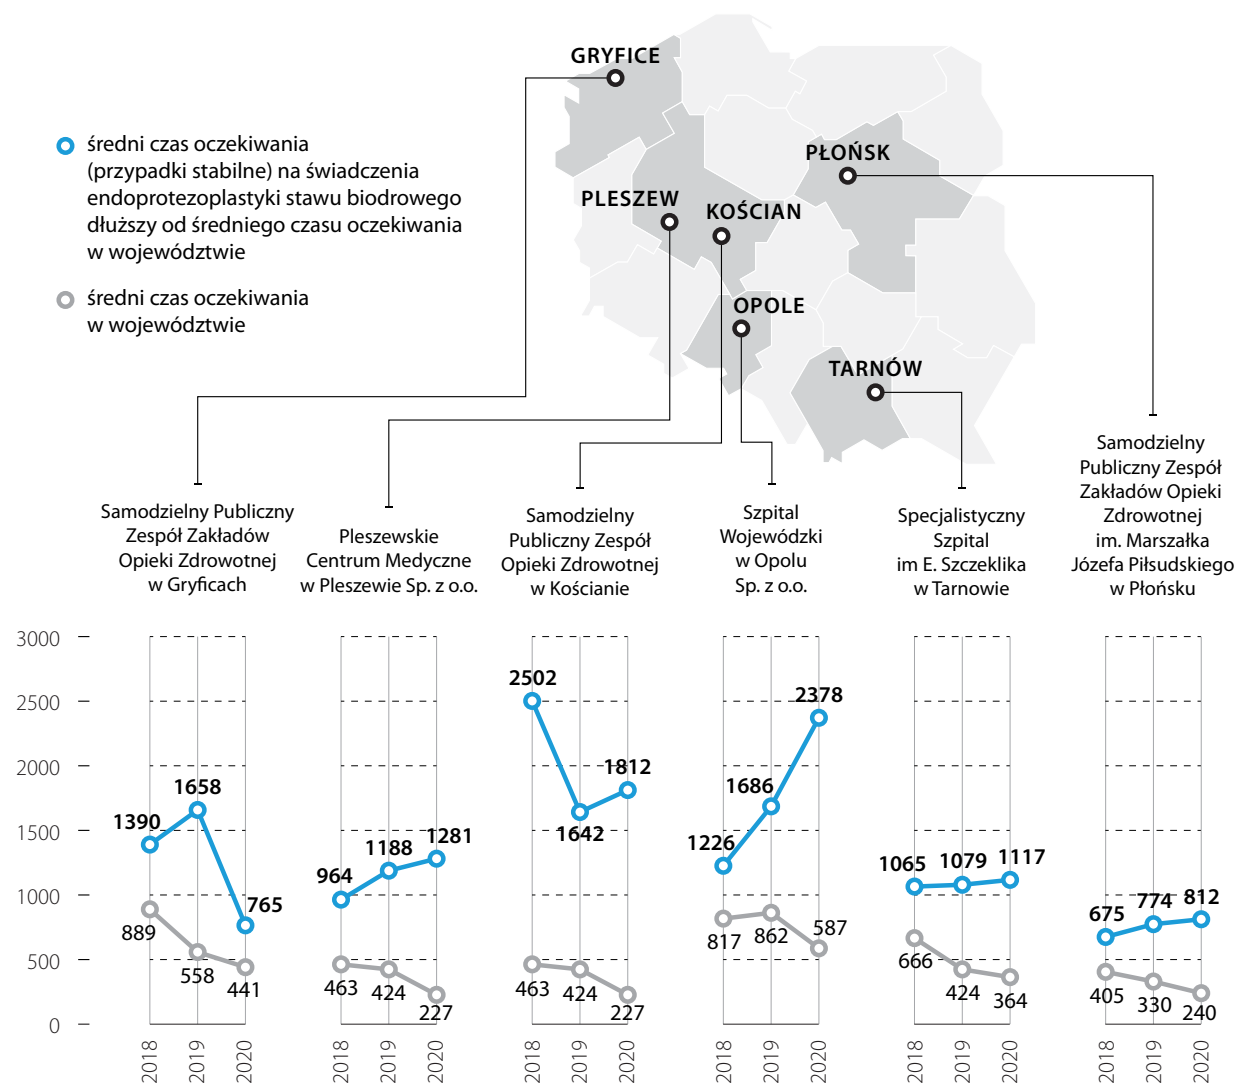 GRYFICE
PŁOŃSK
PLESZEW
KOŚCIAN
OPOLE
TARNÓW
średni czas oczekiwania
(przypadki stabilne) na świadczenia
endoprotezoplastyki stawu biodrowego
dłuższy od średniego czasu oczekiwania
w województwie
średni czas oczekiwania
w województwie
Samodzielny Publiczny
Zespół Zakładów
Opieki Zdrowotnej
w Gryficach
Pleszewskie
Centrum Medyczne
w Pleszewie Sp. z o.o.
Samodzielny
Publiczny Zespół
Opieki Zdrowotnej
w Kościanie
Szpital
Wojewódzki
w Opolu
Sp. z o.o.
Specjalistyczny
Szpital
im E. Szczeklika
w Tarnowie
Samodzielny
Publiczny Zespół
Zakładów Opieki
Zdrowotnej
im. Marszałka
Józefa Piłsudskiego
w Płońsku
3000
2500
2000
1500
1000
500
0
1390
1658
765
889
558
441
2018
2019
2020
964
1188
1281
463
424
227
2018
2019
2020
2502
1642
1812
463
424
227
2018
2019
2020
1226
1686
2378
817
862
587
2018
2019
2020
1065
1079
1117
666
424
364
2018
2019
2020
675
774
812
405
330
240
2018
2019
2020